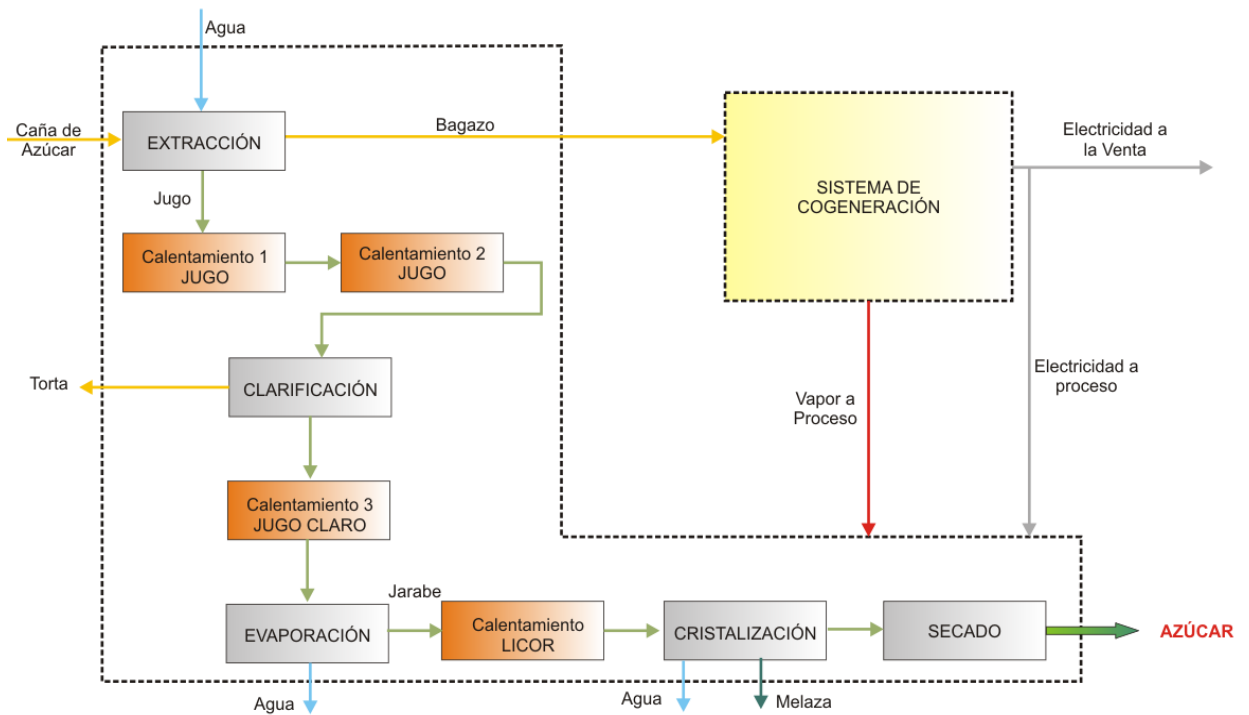 Agua
Caña de
Azúcar
EXTRACCIÓN
Bagazo
Electricidad a
la Venta
SISTEMA DE
COGENERACIÓN
Jugo
Calentamiento 1
JUGO
Calentamiento 2
JUGO
Torta
CLARIFICACIÓN
Vapor a
Proceso
Electricidad a
proceso
Calentamiento 3
JUGO CLARO
EVAPORACIÓN
Jarabe
Calentamiento
LICOR
CRISTALIZACIÓN
SECADO
AZÚCAR
Agua
Agua
Melaza